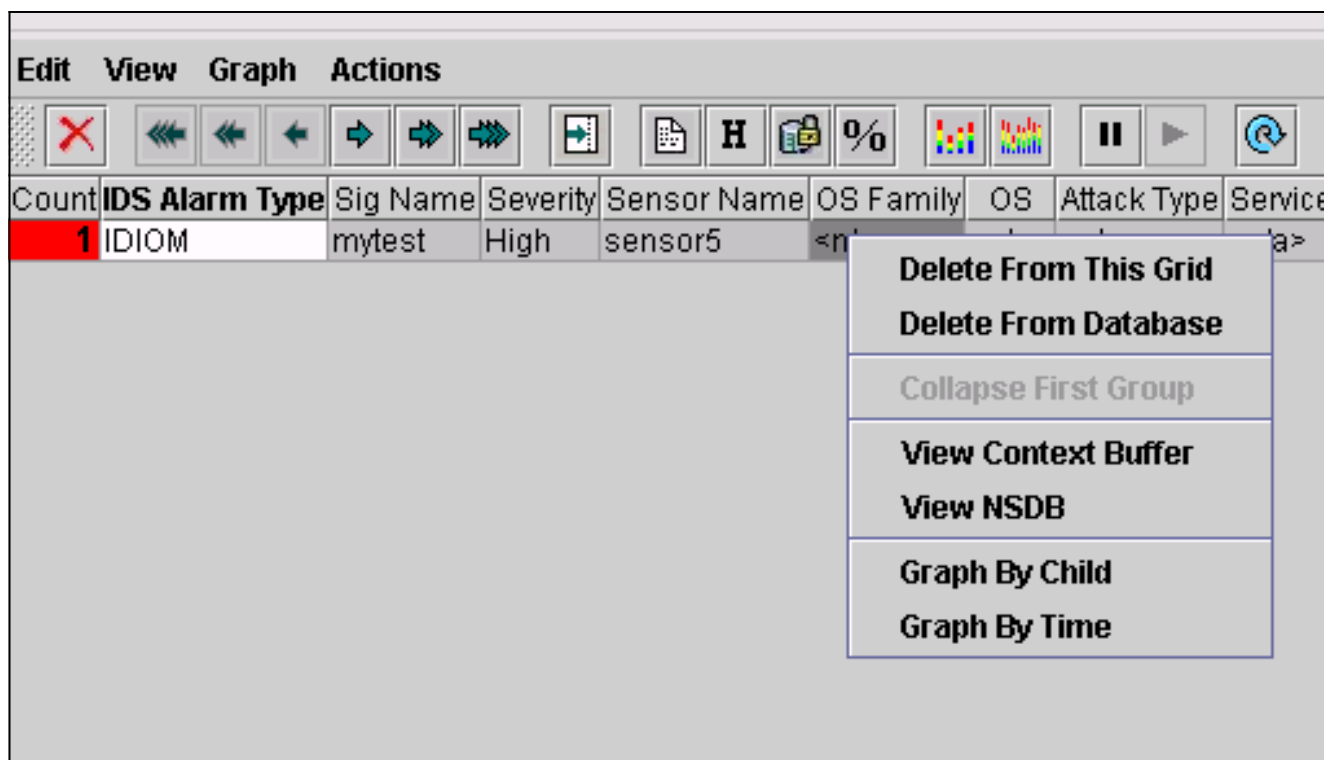 Edit View Graph Actions
H %
Count IDS Alarm Type Sig Name Severity Sensor Name OS Family OS Attack Type Service
1 IDIOM mytest High sensor5
Delete From This Grid
Delete From Database
Collapse First Group
View Context Buffer
View NSDB
Graph By Child
Graph By Time